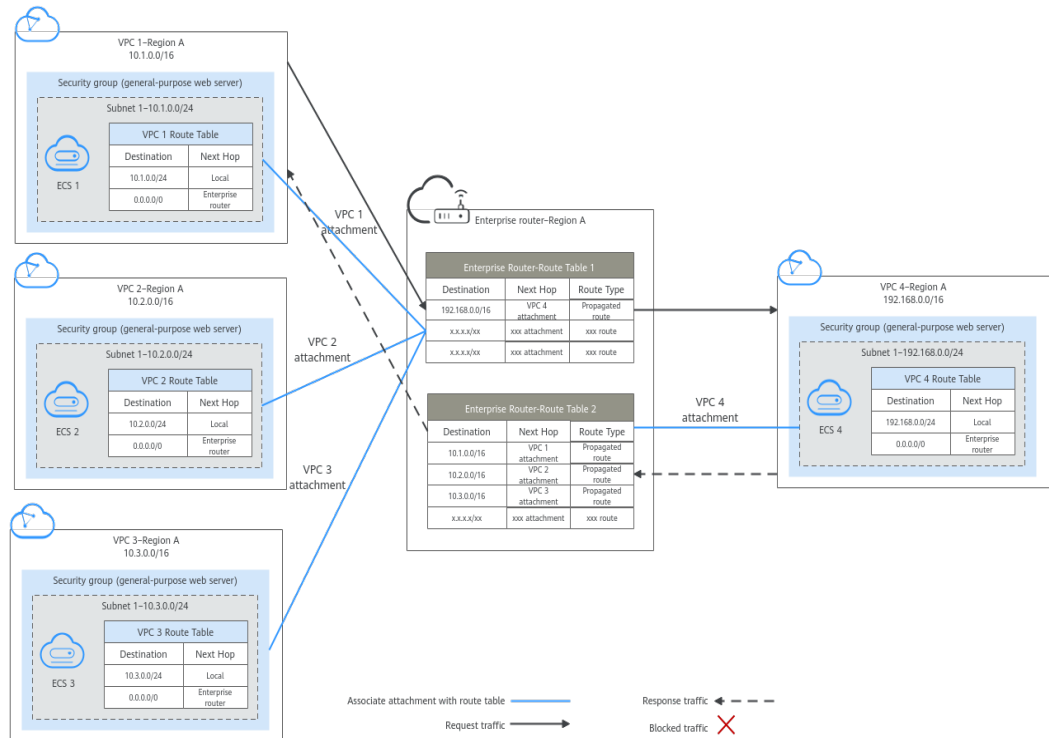 VPC 1–Region A
10.1.0.0/16
Security group (general-purpose web server)
Subnet 1–10.1.0.0/24
VPC 1 Route Table
Destination Next Hop
10.1.0.0/24 Local
0.0.0.0/0 Enterprise router
ECS 1
VPC 2–Region A
10.2.0.0/16
Security group (general-purpose web server)
Subnet 1–10.2.0.0/24
VPC 2 Route Table
Destination Next Hop
10.2.0.0/24 Local
0.0.0.0/0 Enterprise router
ECS 2
VPC 3–Region A
10.3.0.0/16
Security group (general-purpose web server)
Subnet 1–10.3.0.0/24
VPC 3 Route Table
Destination Next Hop
10.3.0.0/24 Local
0.0.0.0/0 Enterprise router
ECS 3
VPC 1
attachment
VPC 2
attachment
VPC 3
attachment
Enterprise router–Region A
Enterprise Router-Route Table 1
Destination Next Hop Route Type
192.168.0.0/16 VPC 4 attachment Propagated route
x.x.x.x/xx xxx attachment xxx route
x.x.x.x/xx xxx attachment xxx route
Enterprise Router-Route Table 2
Destination Next Hop Route Type
10.1.0.0/16 VPC 1 attachment Propagated route
10.2.0.0/16 VPC 2 attachment Propagated route
10.3.0.0/16 VPC 3 attachment Propagated route
x.x.x.x/xx xxx attachment xxx route
VPC 4
attachment
VPC 4–Region A
192.168.0.0/16
Security group (general-purpose web server)
Subnet 1–192.168.0.0/24
VPC 4 Route Table
Destination Next Hop
192.168.0.0/24 Local
0.0.0.0/0 Enterprise router
ECS 4
Associate attachment with route table
Request traffic
Response traffic
Blocked traffic